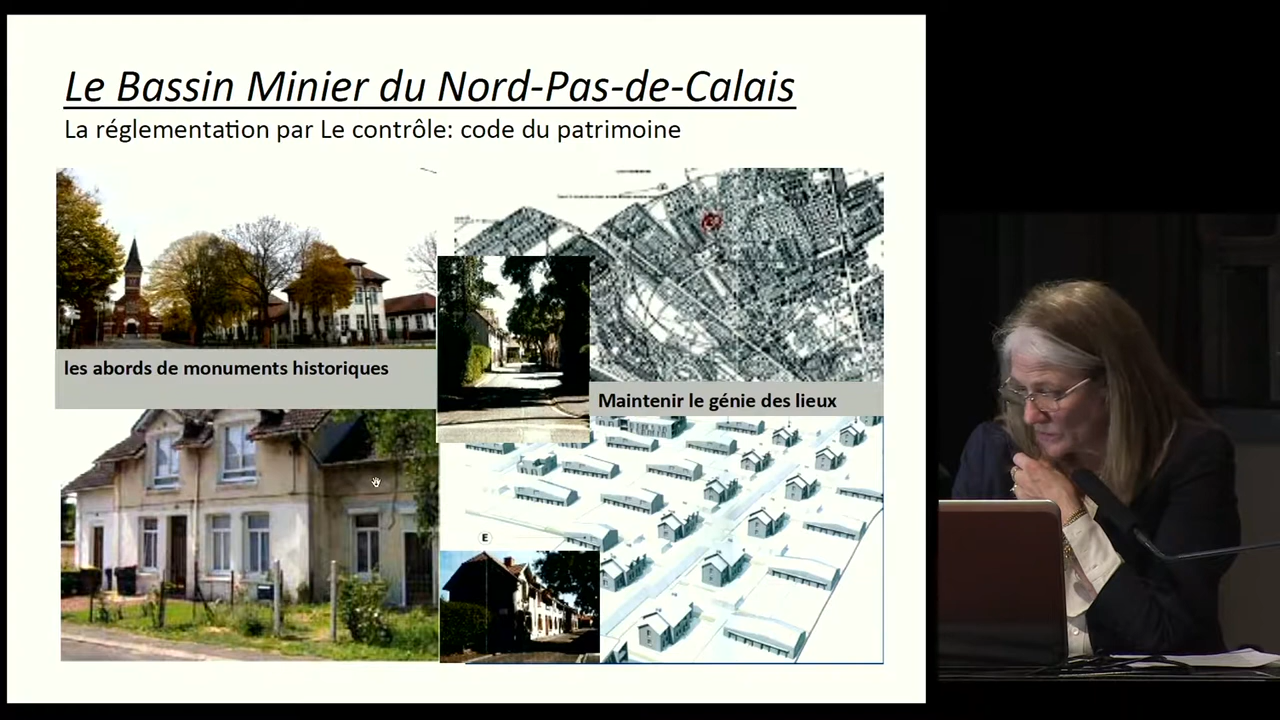 Le Bassin Minier du Nord-Pas-de-Calais
La réglementation par Le contrôle: code du patrimoine
les abords de monuments historiques
Maintenir le génie des lieux
E